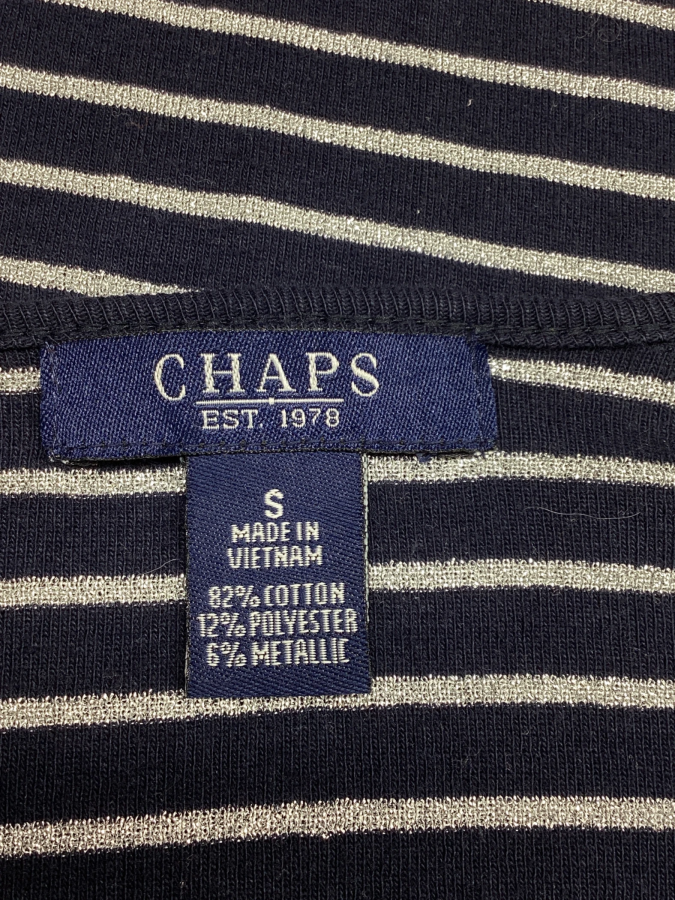 CHAPS
EST. 1978
S
MADE IN
VIETNAM
82% COTTON
12% POLYESTER
6% METALLIC